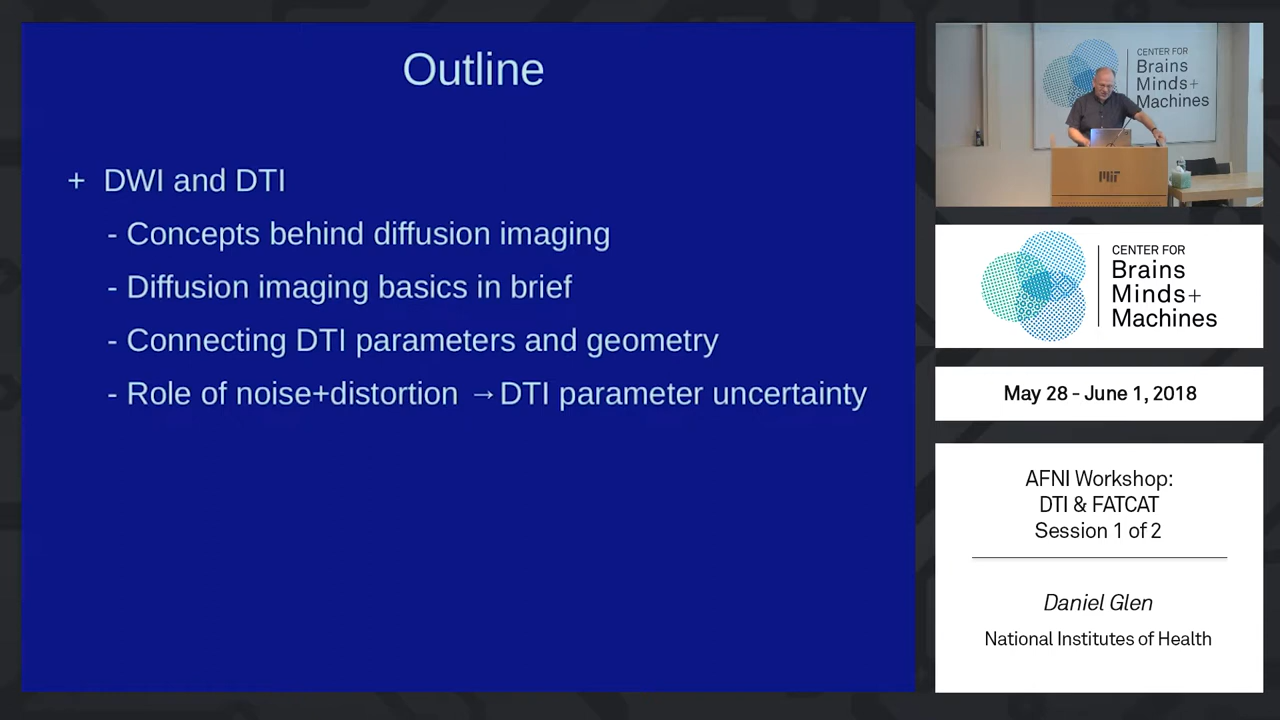 Outline
+ DWI and DTI
- Concepts behind diffusion imaging
- Diffusion imaging basics in brief
- Connecting DTI parameters and geometry
- Role of noise+distortion →DTI parameter uncertainty
CENTER FOR
Brains
Minds+
Machines
MIT
CENTER FOR
Brains
Minds+
Machines
May 28 - June 1, 2018
AFNI Workshop:
DTI & FATCAT
Session 1 of 2
Daniel Glen
National Institutes of Health